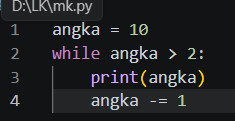 D:\LK\mk.py
1 angka = 10
2 while angka > 2:
3     print(angka)
4     angka -= 1